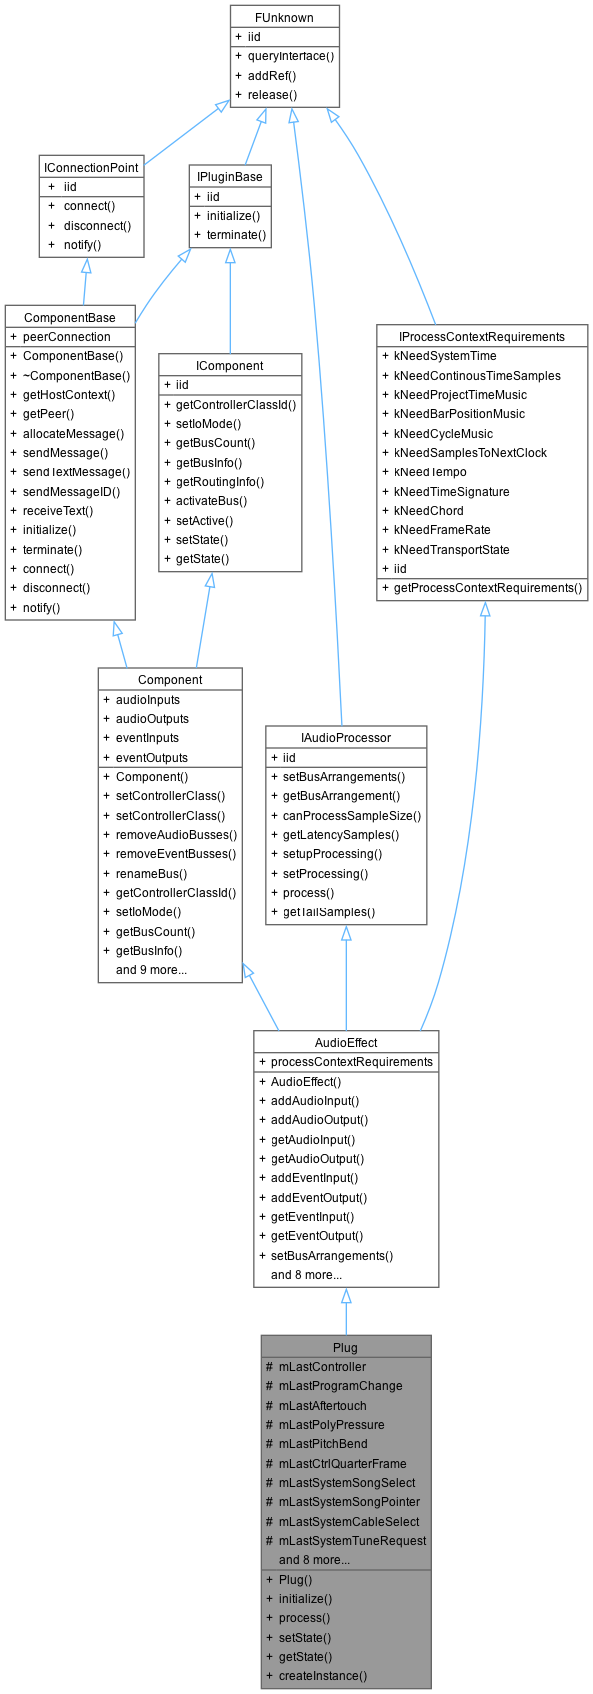 FUnknown
+ iid
+ queryInterface()
+ addRef()
+ release()
IConnectionPoint
+ iid
+ connect()
+ disconnect()
+ notify()
IPluginBase
+ iid
+ initialize()
+ terminate()
ComponentBase
+ peerConnection
+ ComponentBase()
+ ~ComponentBase()
+ getHostContext()
+ getPeer()
+ allocateMessage()
+ sendMessage()
+ sendTextMessage()
+ sendMessageID()
+ receiveText()
+ initialize()
+ terminate()
+ connect()
+ disconnect()
+ notify()
IComponent
+ iid
+ getControllerClassId()
+ setIoMode()
+ getBusCount()
+ getBusInfo()
+ getRoutingInfo()
+ activateBus()
+ setActive()
+ setState()
+ getState()
IProcessContextRequirements
+ kNeedSystemTime
+ kNeedContinousTimeSamples
+ kNeedProjectTimeMusic
+ kNeedBarPositionMusic
+ kNeedCycleMusic
+ kNeedSamplesToNextClock
+ kNeedTempo
+ kNeedTimeSignature
+ kNeedChord
+ kNeedFrameRate
+ kNeedTransportState
+ iid
+ getProcessContextRequirements()
Component
+ audioInputs
+ audioOutputs
+ eventInputs
+ eventOutputs
+ Component()
+ setControllerClass()
+ setControllerClass()
+ removeAudioBusses()
+ removeEventBusses()
+ renameBus()
+ getControllerClassId()
+ setIoMode()
+ getBusCount()
+ getBusInfo()
and 9 more...
IAudioProcessor
+ iid
+ setBusArrangements()
+ getBusArrangement()
+ canProcessSampleSize()
+ getLatencySamples()
+ setupProcessing()
+ setProcessing()
+ process()
+ getTailSamples()
AudioEffect
+ processContextRequirements
+ AudioEffect()
+ addAudioInput()
+ addAudioOutput()
+ getAudioInput()
+ getAudioOutput()
+ addEventInput()
+ addEventOutput()
+ getEventInput()
+ getEventOutput()
+ setBusArrangements()
and 8 more...
Plug
# mLastController
# mLastProgramChange
# mLastAftertouch
# mLastPolyPressure
# mLastPitchBend
# mLastCtrlQuarterFrame
# mLastSystemSongSelect
# mLastSystemSongPointer
# mLastSystemCableSelect
# mLastSystemTuneRequest
and 8 more...
+ Plug()
+ initialize()
+ process()
+ setState()
+ getState()
+ createInstance()